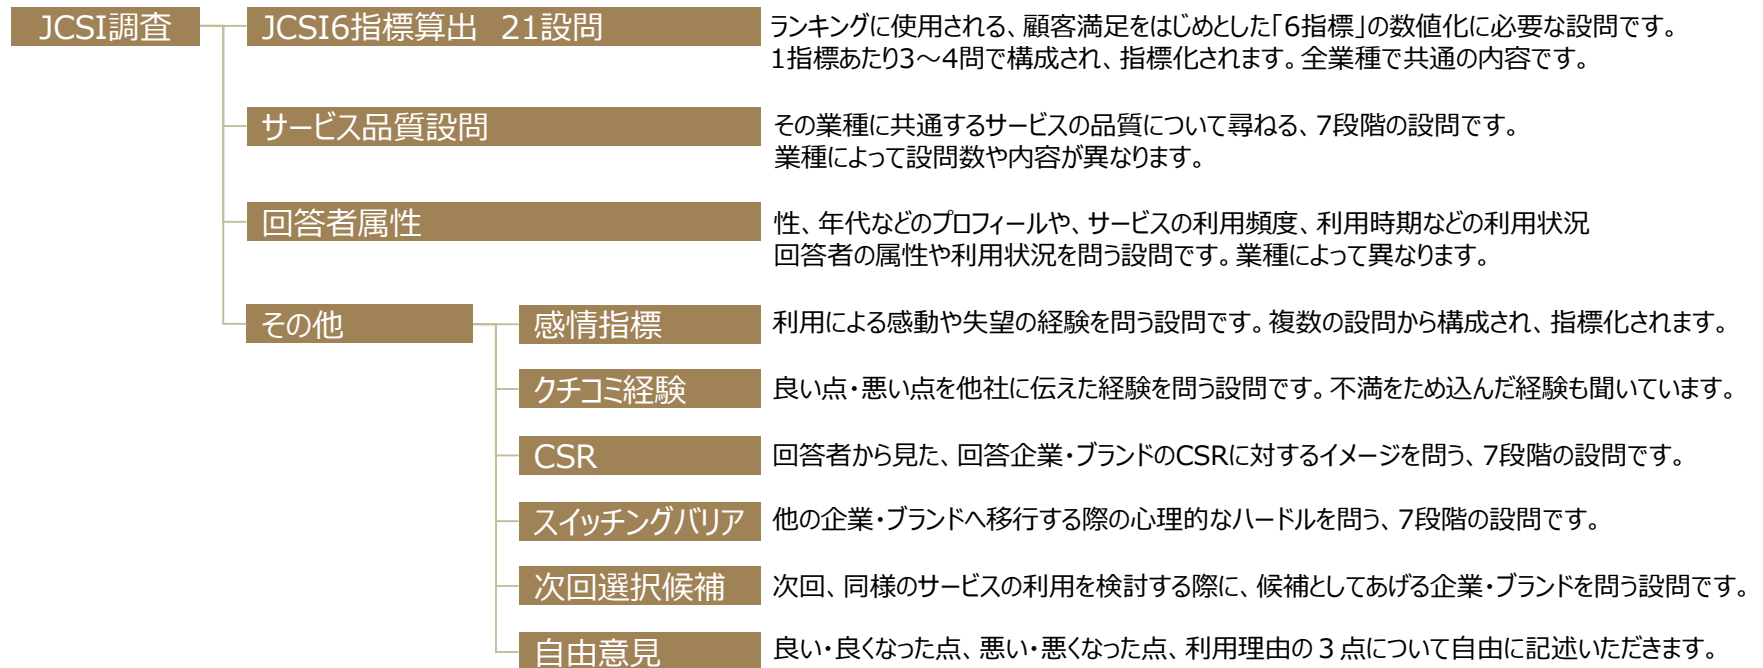 JCSI調査
JCSI6指標算出 21設問
ランキングに使用される、顧客満足をはじめとした「6指標」の数値化に必要な設問です。
1指標あたり3～4問で構成され、指標化されます。全業種で共通の内容です。
サービス品質設問
その業種に共通するサービスの品質について尋ねる、7段階の設問です。
業種によって設問数や内容が異なります。
回答者属性
性、年代などのプロフィールや、サービスの利用頻度、利用時期などの利用状況
回答者の属性や利用状況を問う設問です。業種によって異なります。
その他
感情指標
利用による感動や失望の経験を問う設問です。複数の設問から構成され、指標化されます。
クチコミ経験
良い点・悪い点を他社に伝えた経験を問う設問です。不満をため込んだ経験も聞いています。
CSR
回答者から見た、回答企業・ブランドのCSRに対するイメージを問う、7段階の設問です。
スイッチングバリア
他の企業・ブランドへ移行する際の心理的なハードルを問う、7段階の設問です。
次回選択候補
次回、同様のサービスの利用を検討する際に、候補としてあげる企業・ブランドを問う設問です。
自由意見
良い・良くなった点、悪い・悪くなった点、利用理由の３点について自由に記述いただきます。